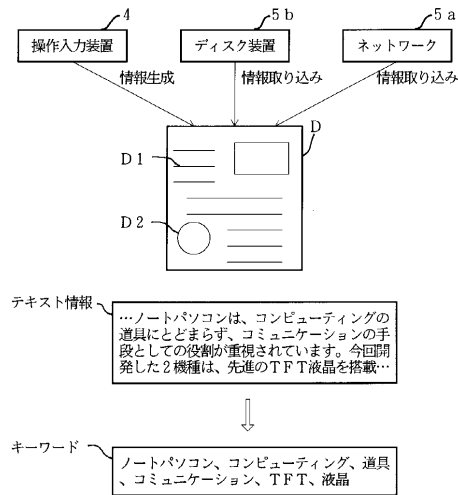 4
5b
5a
操作入力装置
ディスク装置
ネットワーク
情報生成
情報取り込み
情報取り込み
D
D1
D2
テキスト情報
…ノートパソコンは、コンピューティングの
道具にとどまらず、コミュニケーションの手
段としての役割が重視されています。今回開
発した2機種は、先進のTFT液晶を搭載…
キーワード
ノートパソコン、コンピューティング、道具
、コミュニケーション、TFT、液晶